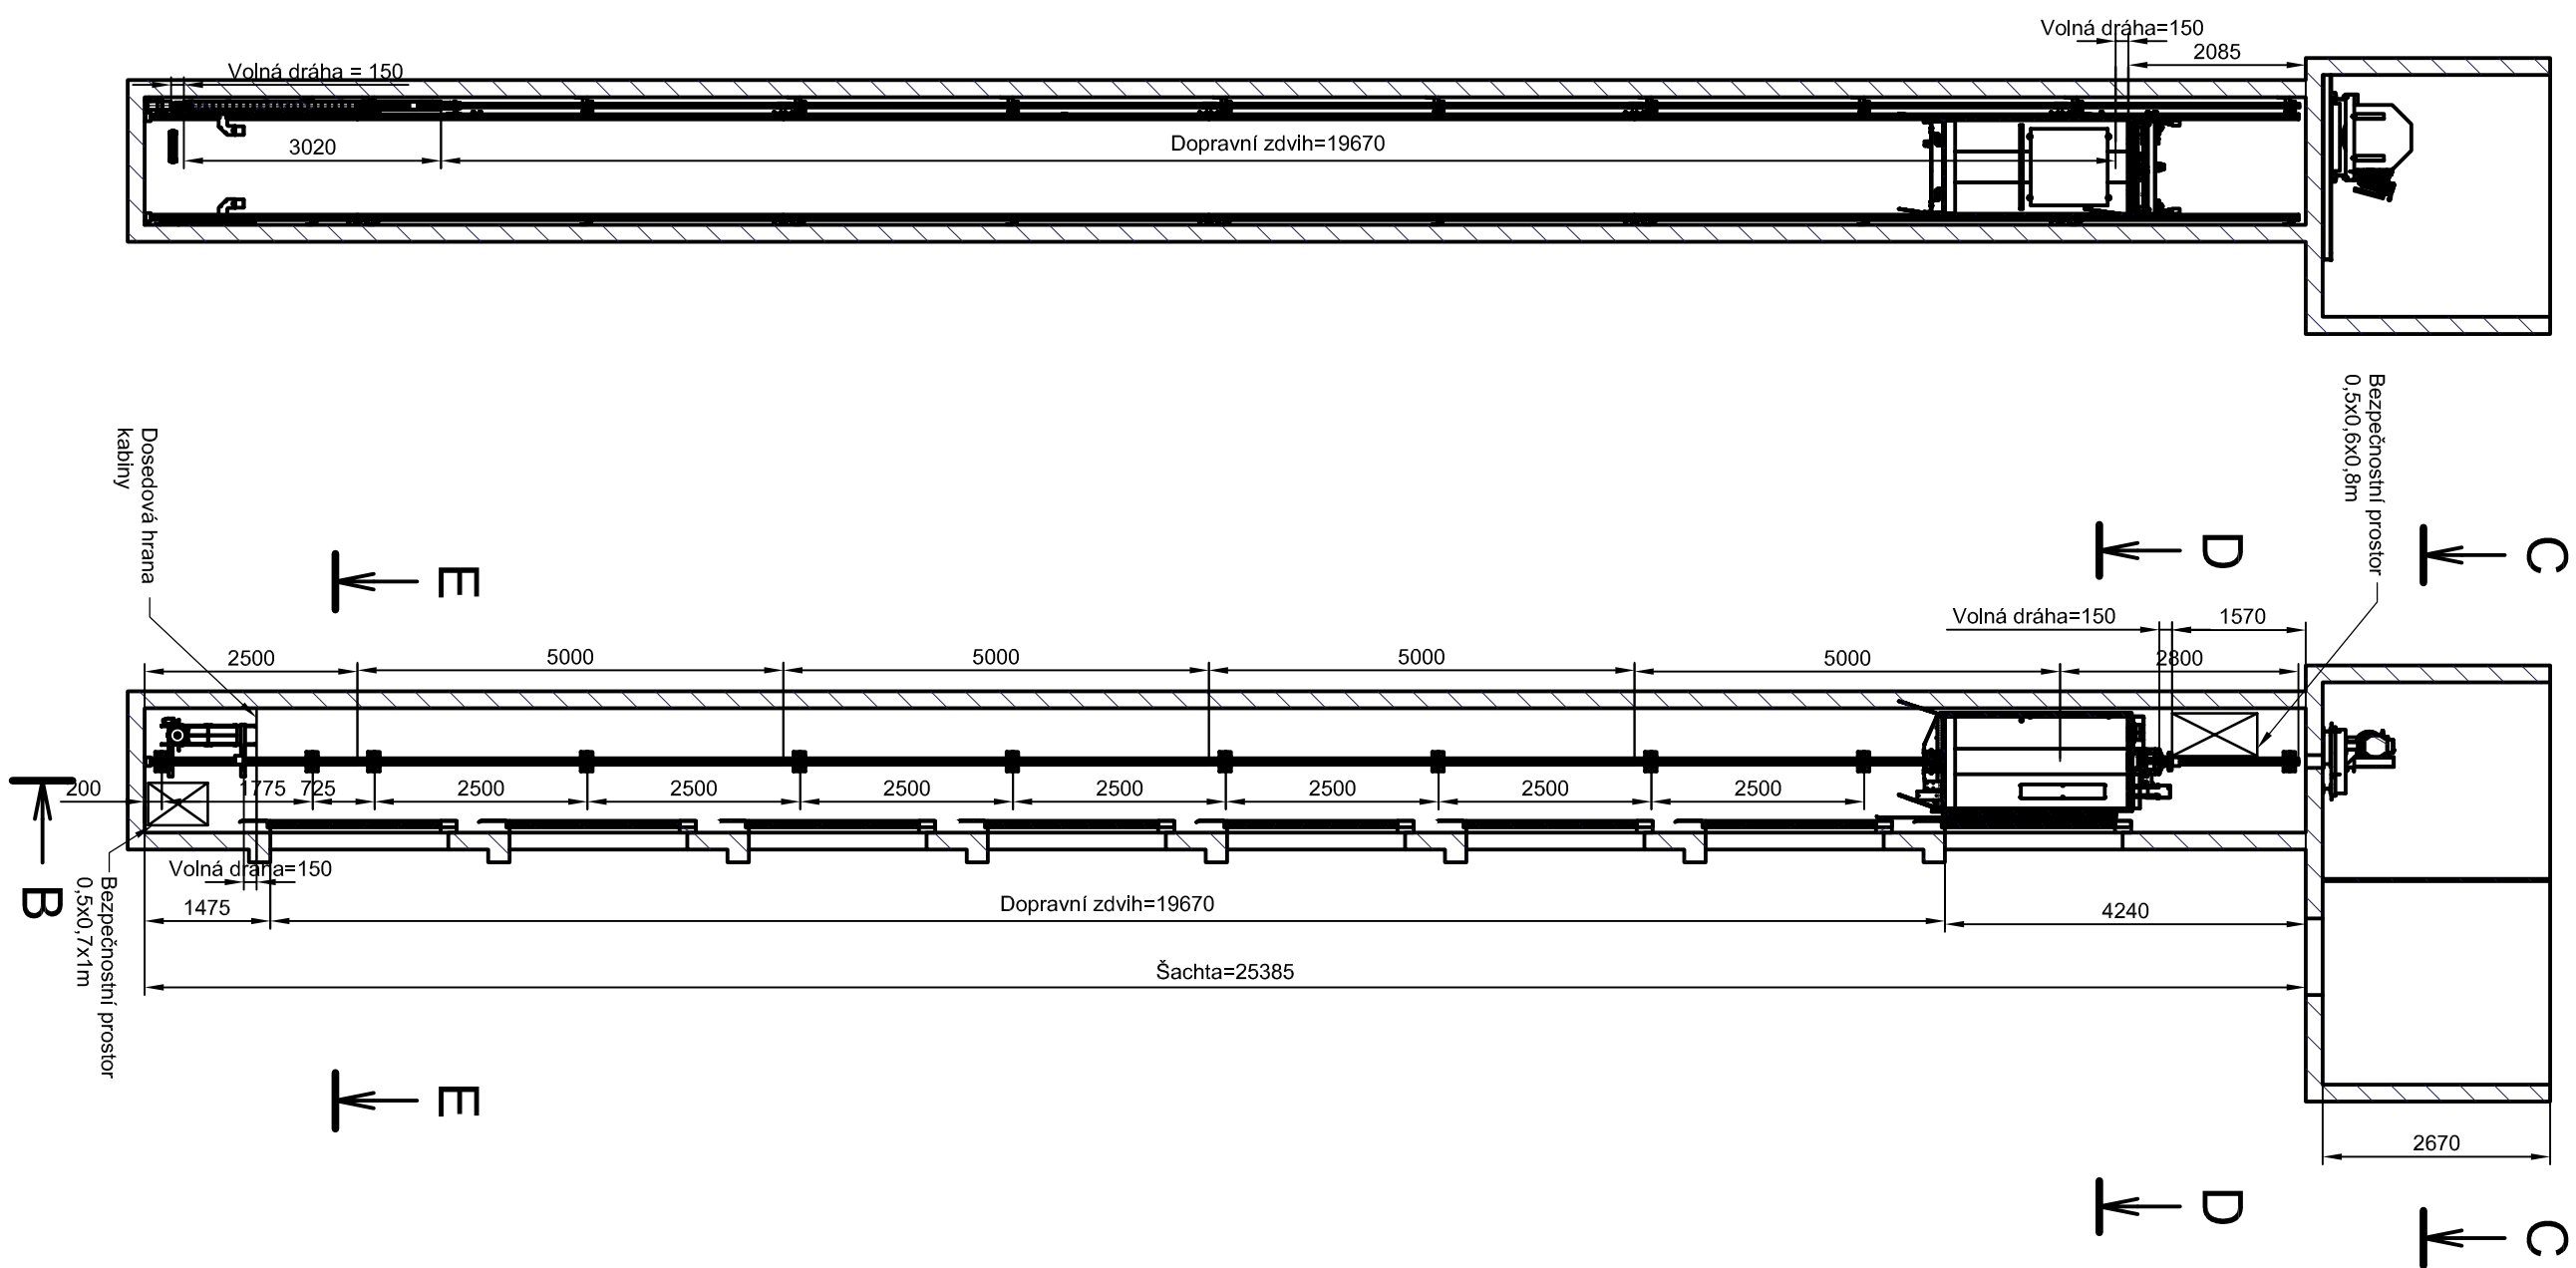 Volná dráha=150
2085
Volná dráha = 150
3020
Dopravní zdvih=19670
Bezpečnostní prostor
0,5x0,6x0,8m
Dosedová hrana
kabiny
E
D
C
Volná dráha=150
1570
2500
5000
5000
5000
5000
2800
200
1775
725
2500
2500
2500
2500
2500
2500
2500
B
Volná dráha=150
Bezpečnostní prostor
0,5x0,7x1m
1475
Dopravní zdvih=19670
4240
Šachta=25385
E
2670
D
C